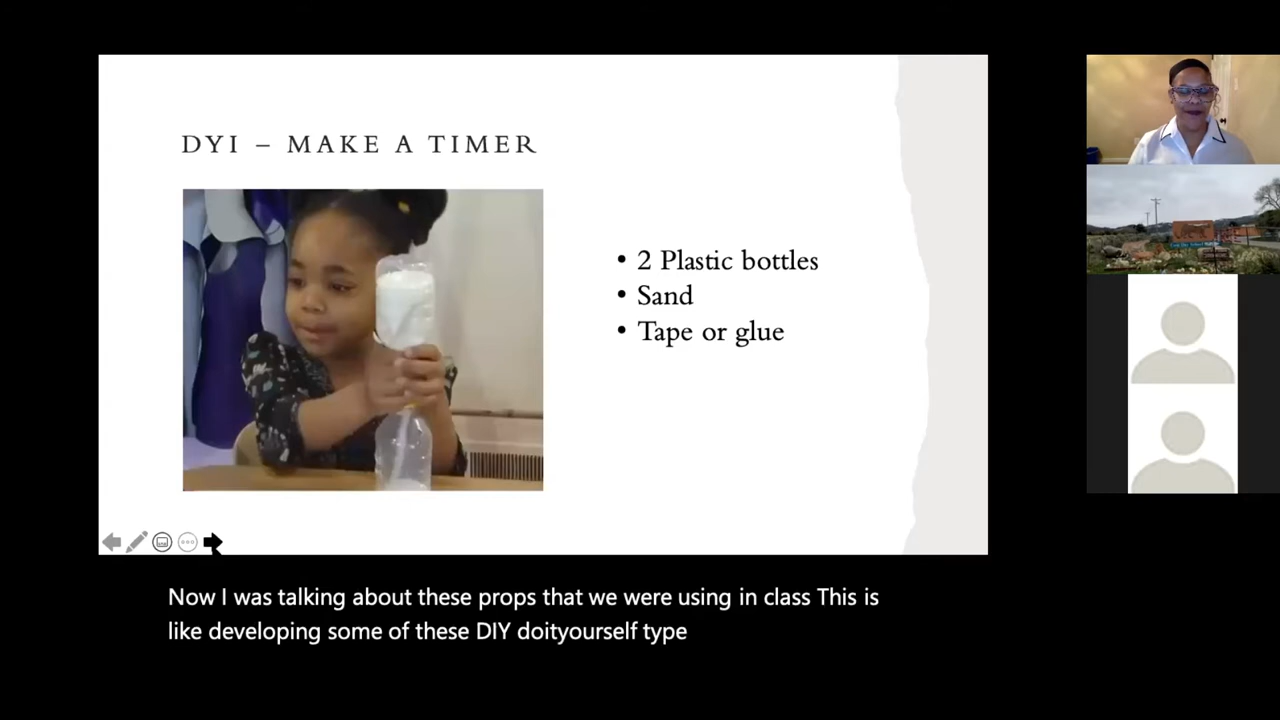 DYI – MAKE A TIMER
• 2 Plastic bottles
• Sand
• Tape or glue
Now I was talking about these props that we were using in class This is
like developing some of these DIY doityourself type